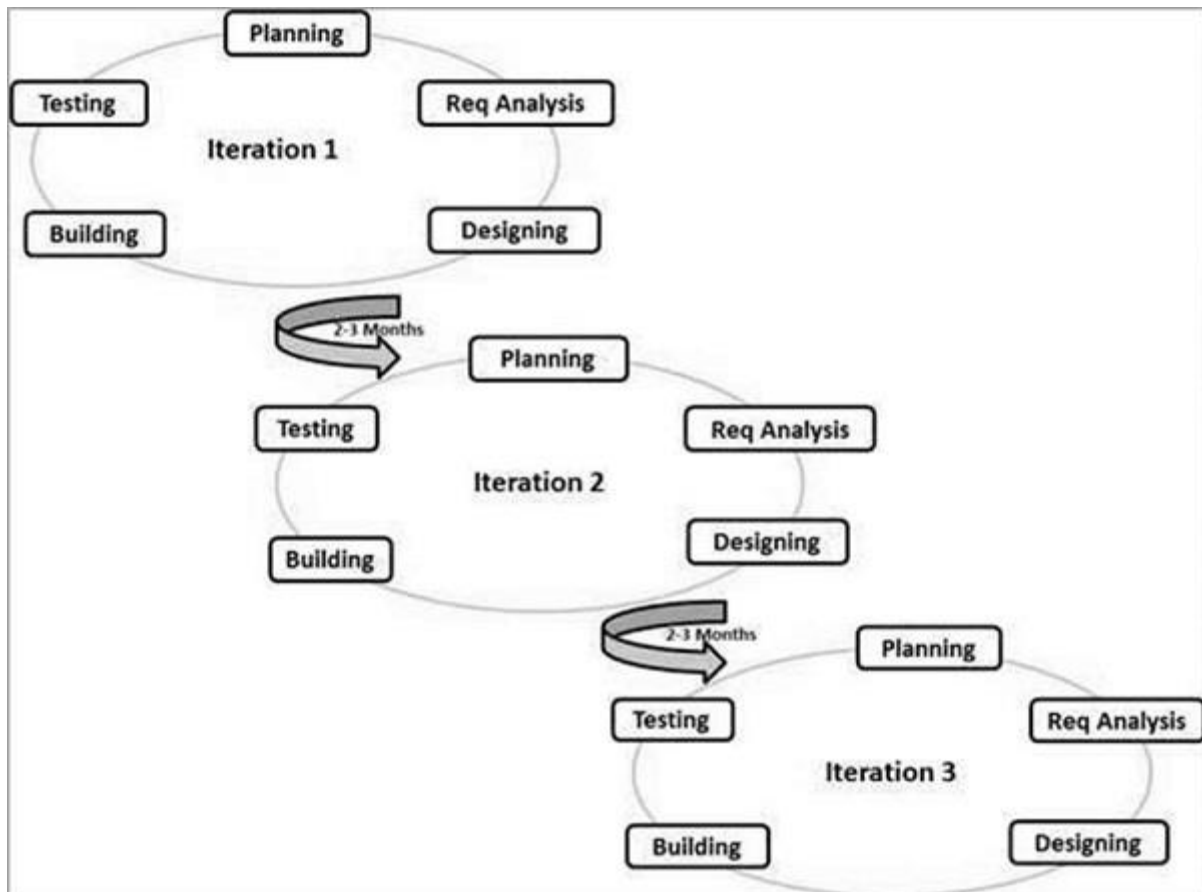 Planning
Testing
Req Analysis
Iteration 1
Building
Designing
2-3 Months
Planning
Testing
Req Analysis
Iteration 2
Building
Designing
2-3 Months
Planning
Testing
Req Analysis
Iteration 3
Building
Designing